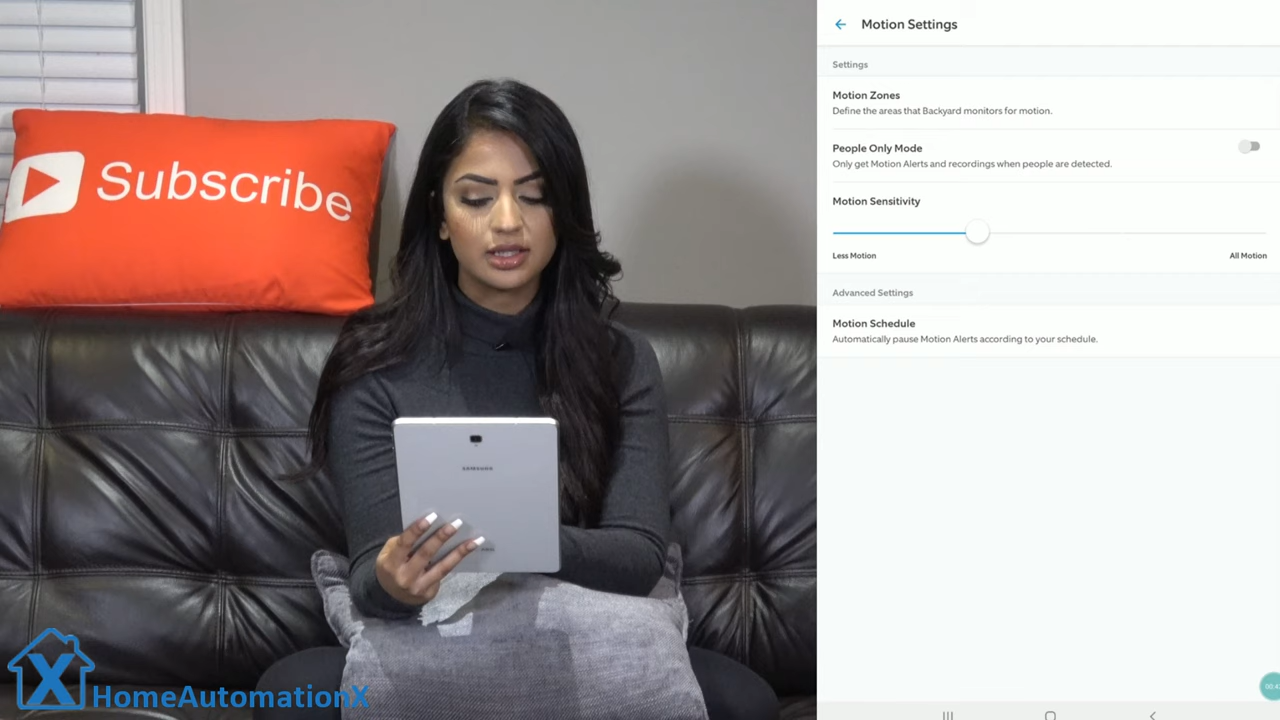 Subscribe
SAMSUNG
HomeAutomationX
Motion Settings
Settings
Motion Zones
Define the areas that Backyard monitors for motion.
People Only Mode
Only get Motion Alerts and recordings when people are detected.
Motion Sensitivity
Less Motion
All Motion
Advanced Settings
Motion Schedule
Automatically pause Motion Alerts according to your schedule.